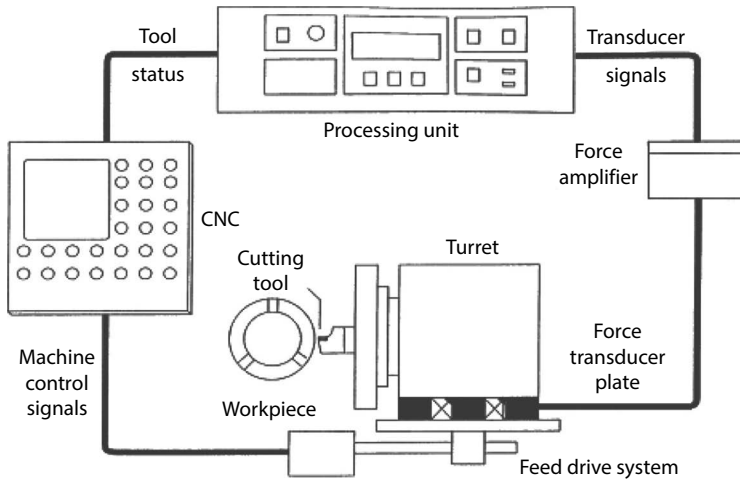 Tool
status
Transducer
signals
Processing unit
Force
amplifier
CNC
Turret
Cutting
tool
Force
transducer
plate
Machine
control
signals
Workpiece
Feed drive system